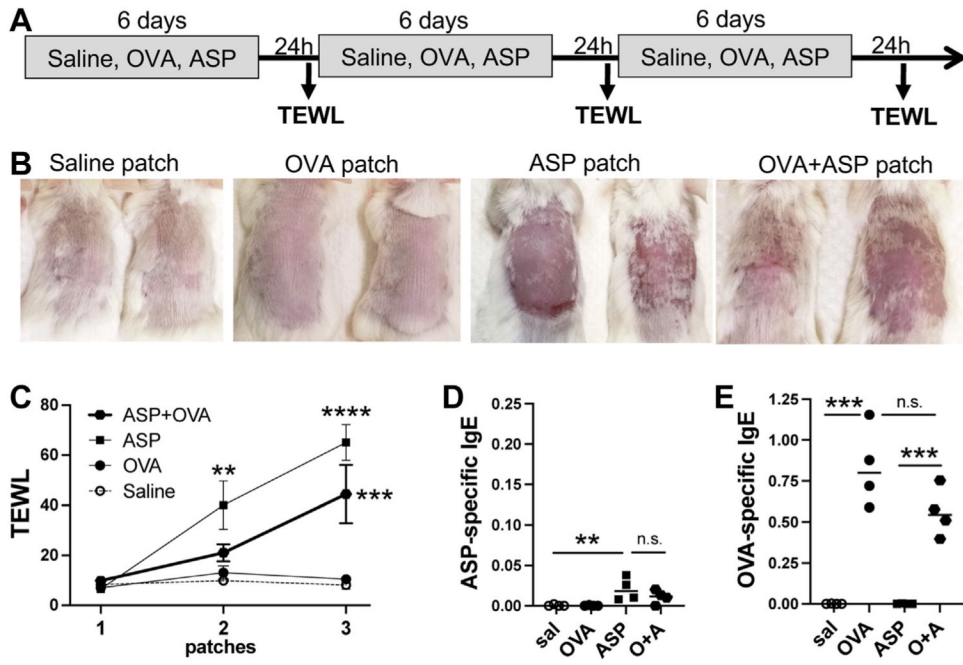 A
6 days 6 days 6 days
Saline, OVA, ASP 24h Saline, OVA, ASP 24h Saline, OVA, ASP 24h
TEWL TEWL TEWL
B
Saline patch OVA patch ASP patch OVA+ASP patch
C
TEWL
80
60
40
20
0
ASP+OVA
ASP
OVA
Saline
**
****
***
1 2 3
patches
D
ASP-specific IgE
0.25
0.20
0.15
0.10
0.05
0.00
** n.s.
sal OVA ASP O+A
E
OVA-specific IgE
1.25
1.00
0.75
0.50
0.25
0.00
*** n.s.
***
sal OVA ASP O+A